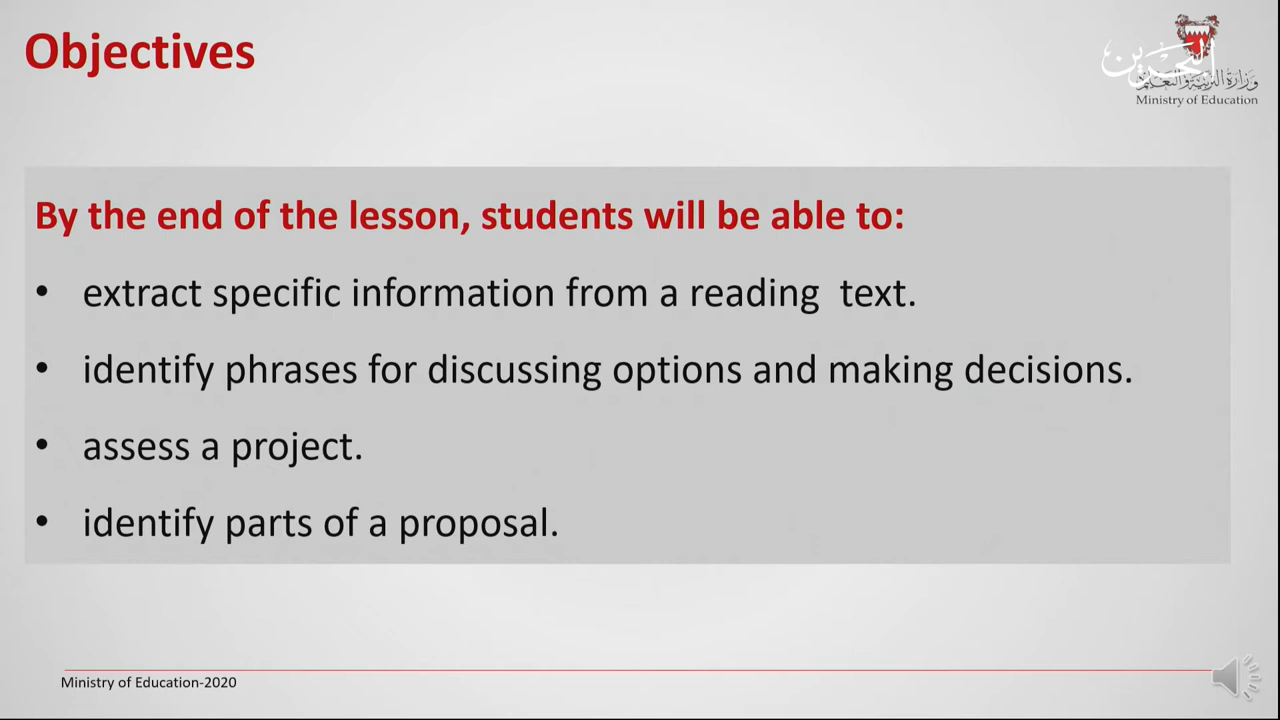 Objectives
البحرين
وزارة التربية والتعليم
Ministry of Education
By the end of the lesson, students will be able to:
• extract specific information from a reading  text.
• identify phrases for discussing options and making decisions.
• assess a project.
• identify parts of a proposal.
Ministry of Education-2020